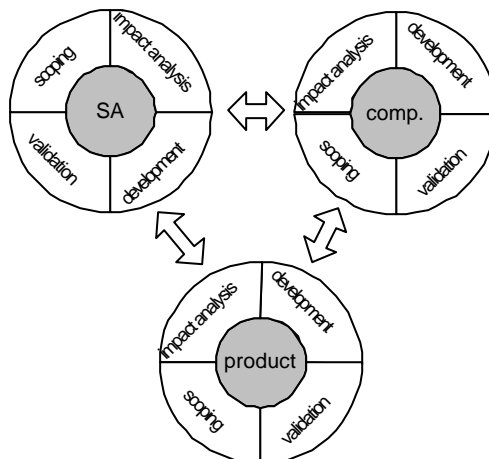 scoping
impact analysis
SA
validation
development
impact analysis
development
comp.
scoping
validation
impact analysis
development
product
scoping
validation